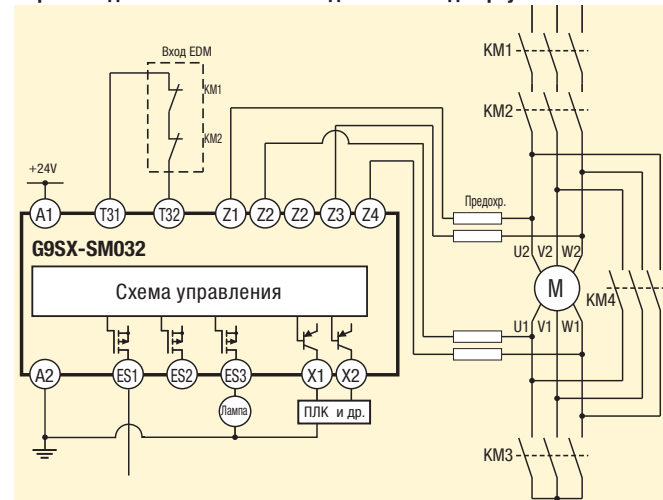 KM1
Вход EDM
KM1
KM2
KM2
+24V
Предохр.
A1
T31
T32
Z1
Z2
Z2
Z3
Z4
G9SX-SM032
Схема управления
U2 V2 W2
M
KM4
U1 V1 W1
A2
ES1
ES2
ES3
X1
X2
Лампа
ПЛК и др.
KM3